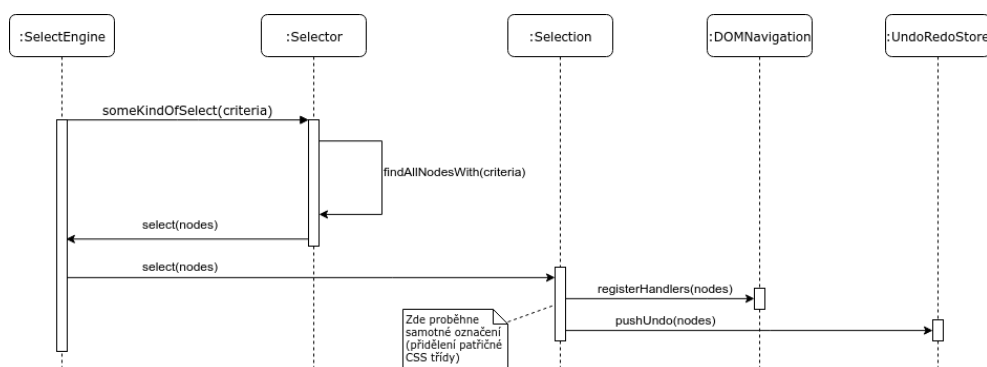 :SelectEngine
:Selector
:Selection
:DOMNavigation
:UndoRedoStore
someKindOfSelect(criteria)
findAllNodesWith(criteria)
select(nodes)
select(nodes)
registerHandlers(nodes)
pushUndo(nodes)
Zde proběhne
samotné označení
(přidělení patřičné
CSS třídy)